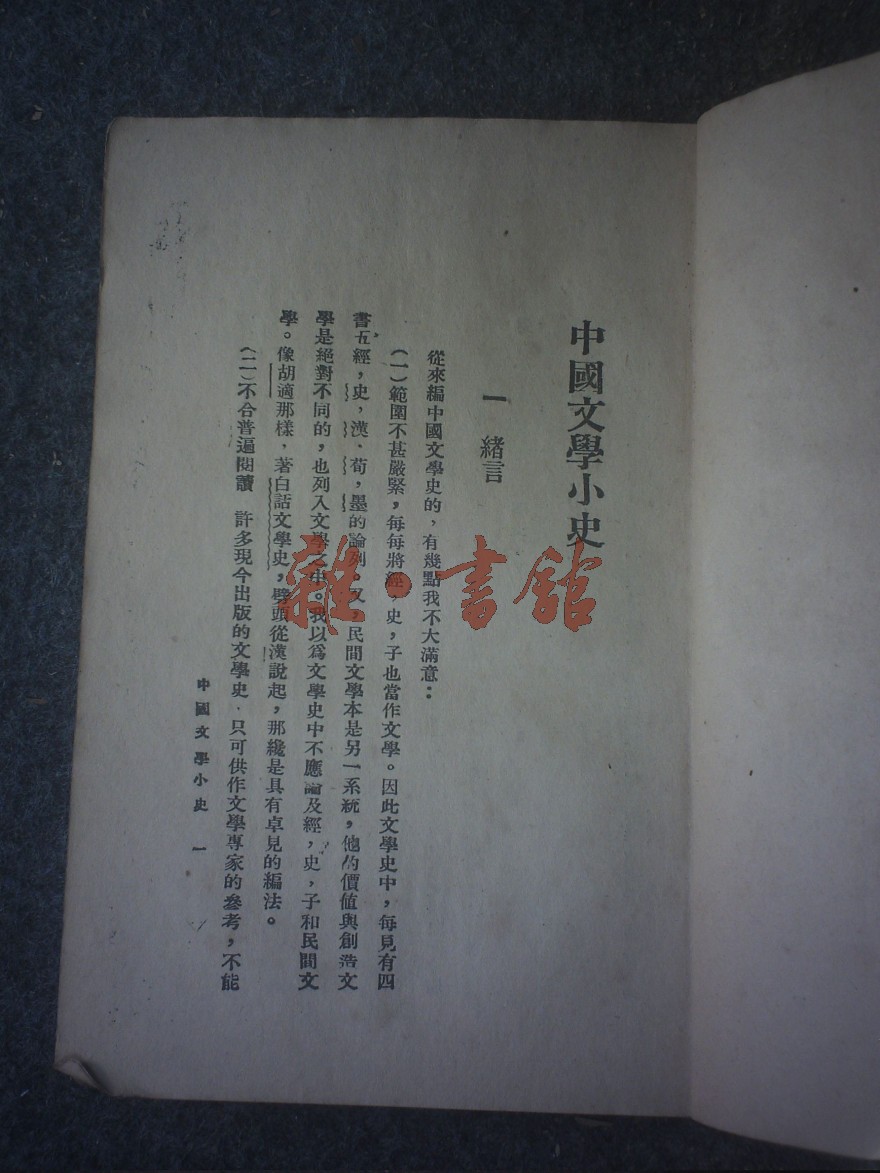 中國文學小史
一 緒言
從來編中國文學史的，有幾點我不大滿意：
（一）範圍不甚嚴緊，每每將經，史，子也當作文學。因此文學史中，每見有四
書五經，史，漢，荀，墨的論列。又，民間文學本是另一系統，他的價值與創造文
學是絕對不同的，也列入文學之中。我以爲文學史中不應論及經，史，子和民間文
學。像胡適那樣，著白話文學史，劈頭從漢說起，那纔是具有卓見的編法。
（二）不合普遍閱讀 許多現今出版的文學史，只可供作文學專家的參考，不能
中國文學小史 一
雜·書館